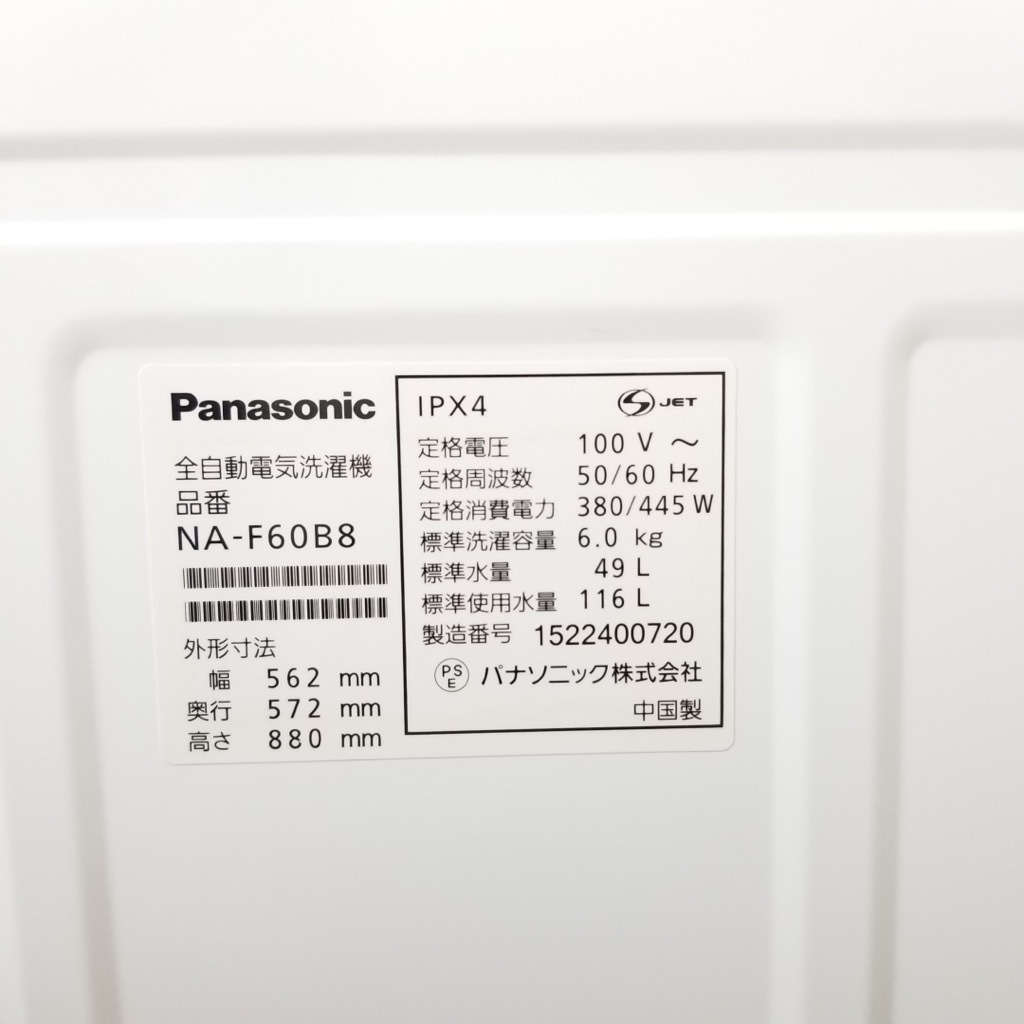 Panasonic
全自動電気洗濯機
品番
NA-F60B8
外形寸法
幅 562 mm
奥行 572 mm
高さ 880 mm
IPX4
S JET
定格電圧 100 V ～
定格周波数 50/60 Hz
定格消費電力 380/445 W
標準洗濯容量 6.0 kg
標準水量 49 L
標準使用水量 116 L
製造番号 1522400720
PS
E
パナソニック株式会社
中国製